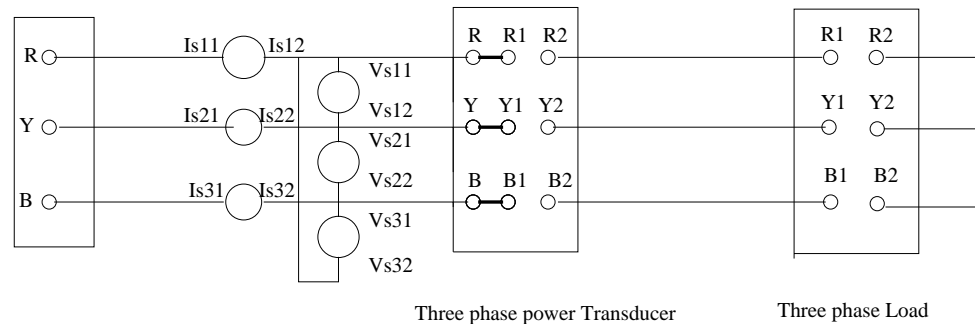 R Is11 Is12 R R1 R2 R1 R2
Vs11
Y Is21 Is22 Vs12 Y Y1 Y2 Y1 Y2
Vs21
B Is31 Is32 Vs22 B B1 B2 B1 B2
Vs31
Vs32
Three phase power Transducer Three phase Load